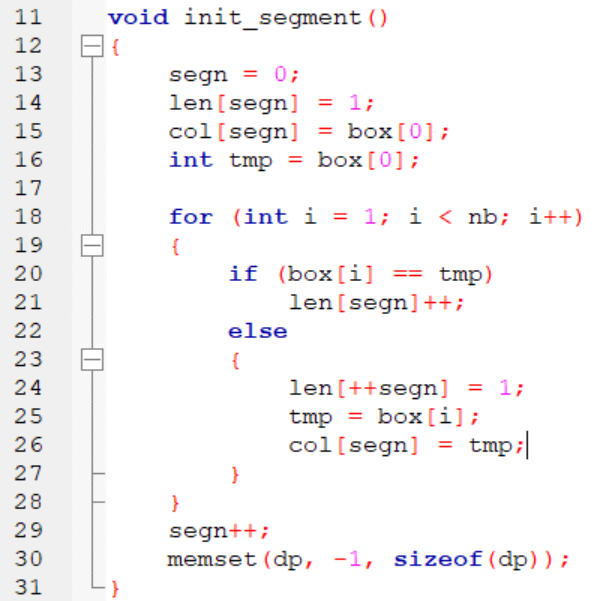 11 void init_segment()
12 {
13 segn = 0;
14 len[segn] = 1;
15 col[segn] = box[0];
16 int tmp = box[0];
17
18 for (int i = 1; i < nb; i++)
19 {
20 if (box[i] == tmp)
21 len[segn]++;
22 else
23 {
24 len[++segn] = 1;
25 tmp = box[i];
26 col[segn] = tmp;
27 }
28 }
29 segn++;
30 memset(dp, -1, sizeof(dp));
31 }